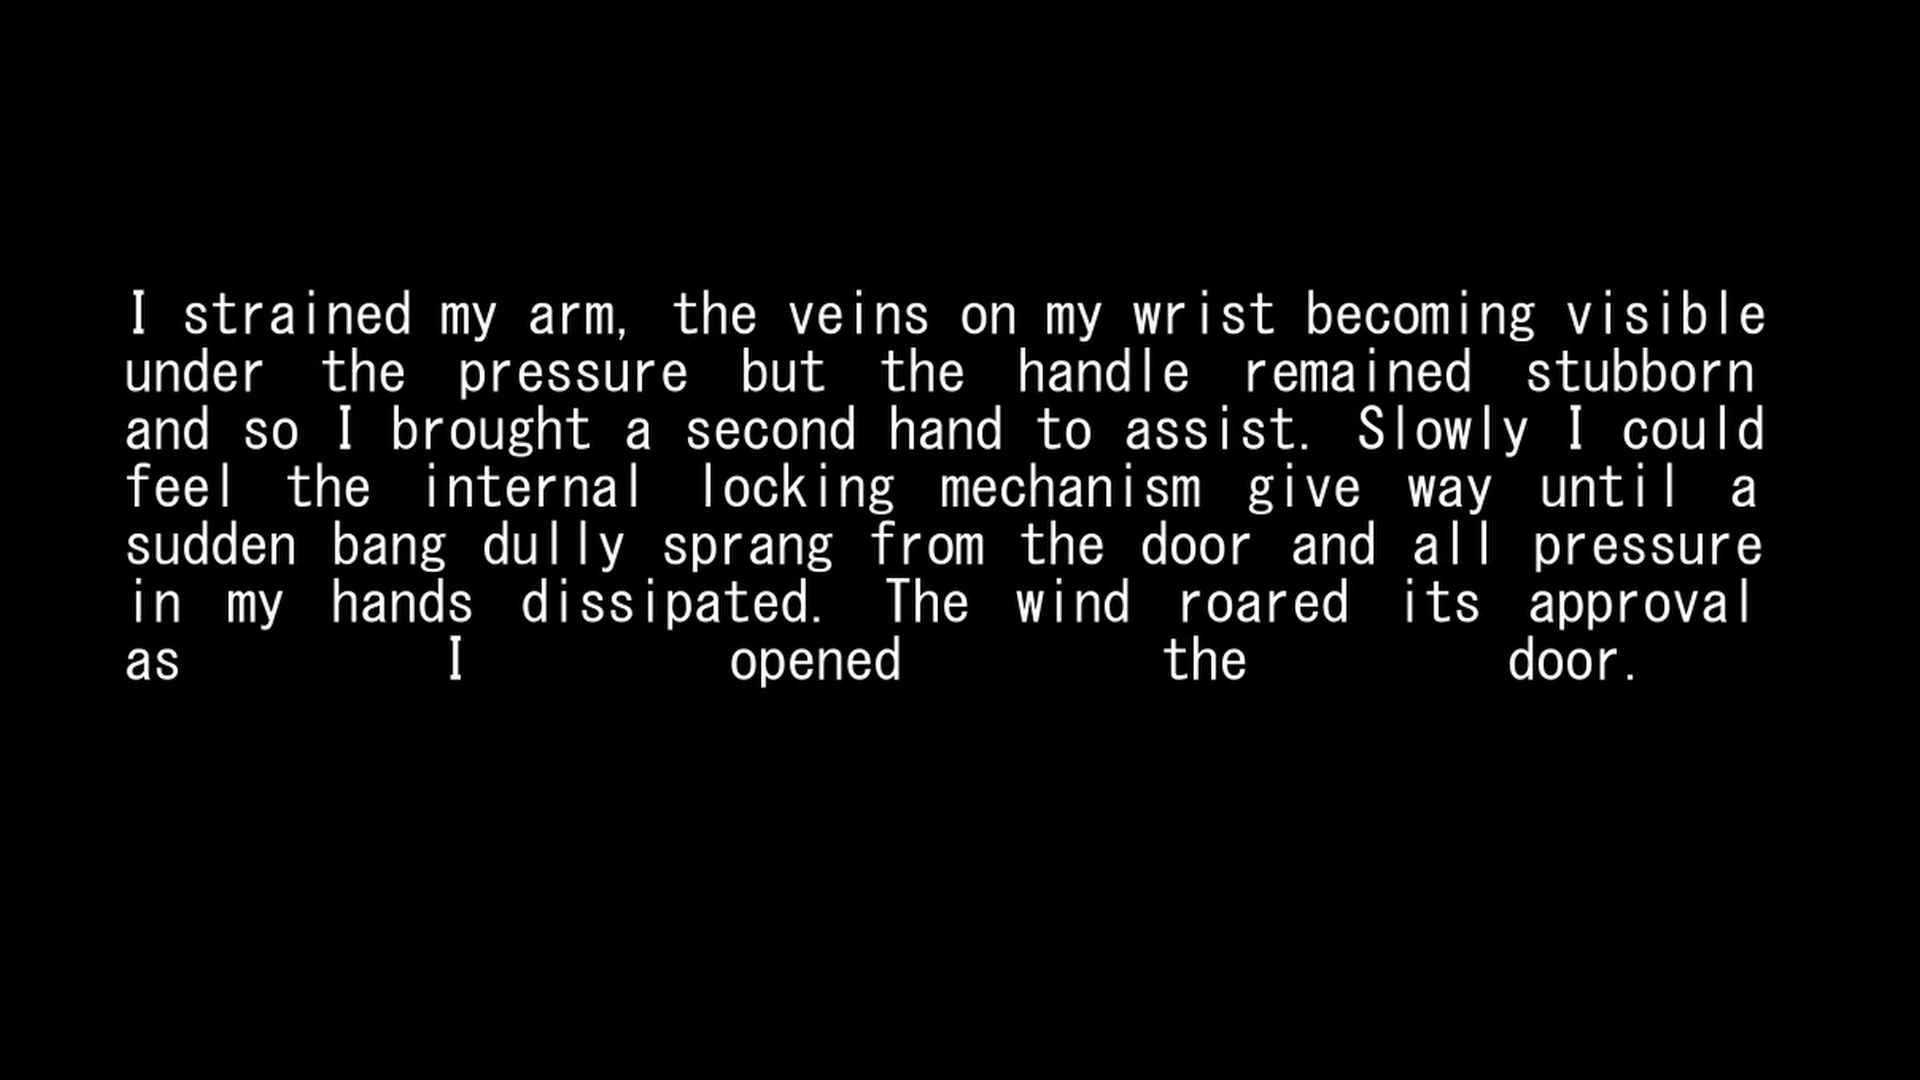 I strained my arm, the veins on my wrist becoming visible
under the pressure but the handle remained stubborn
and so I brought a second hand to assist. Slowly I could
feel the internal locking mechanism give way until a
sudden bang dully sprang from the door and all pressure
in my hands dissipated. The wind roared its approval
as I opened the door.